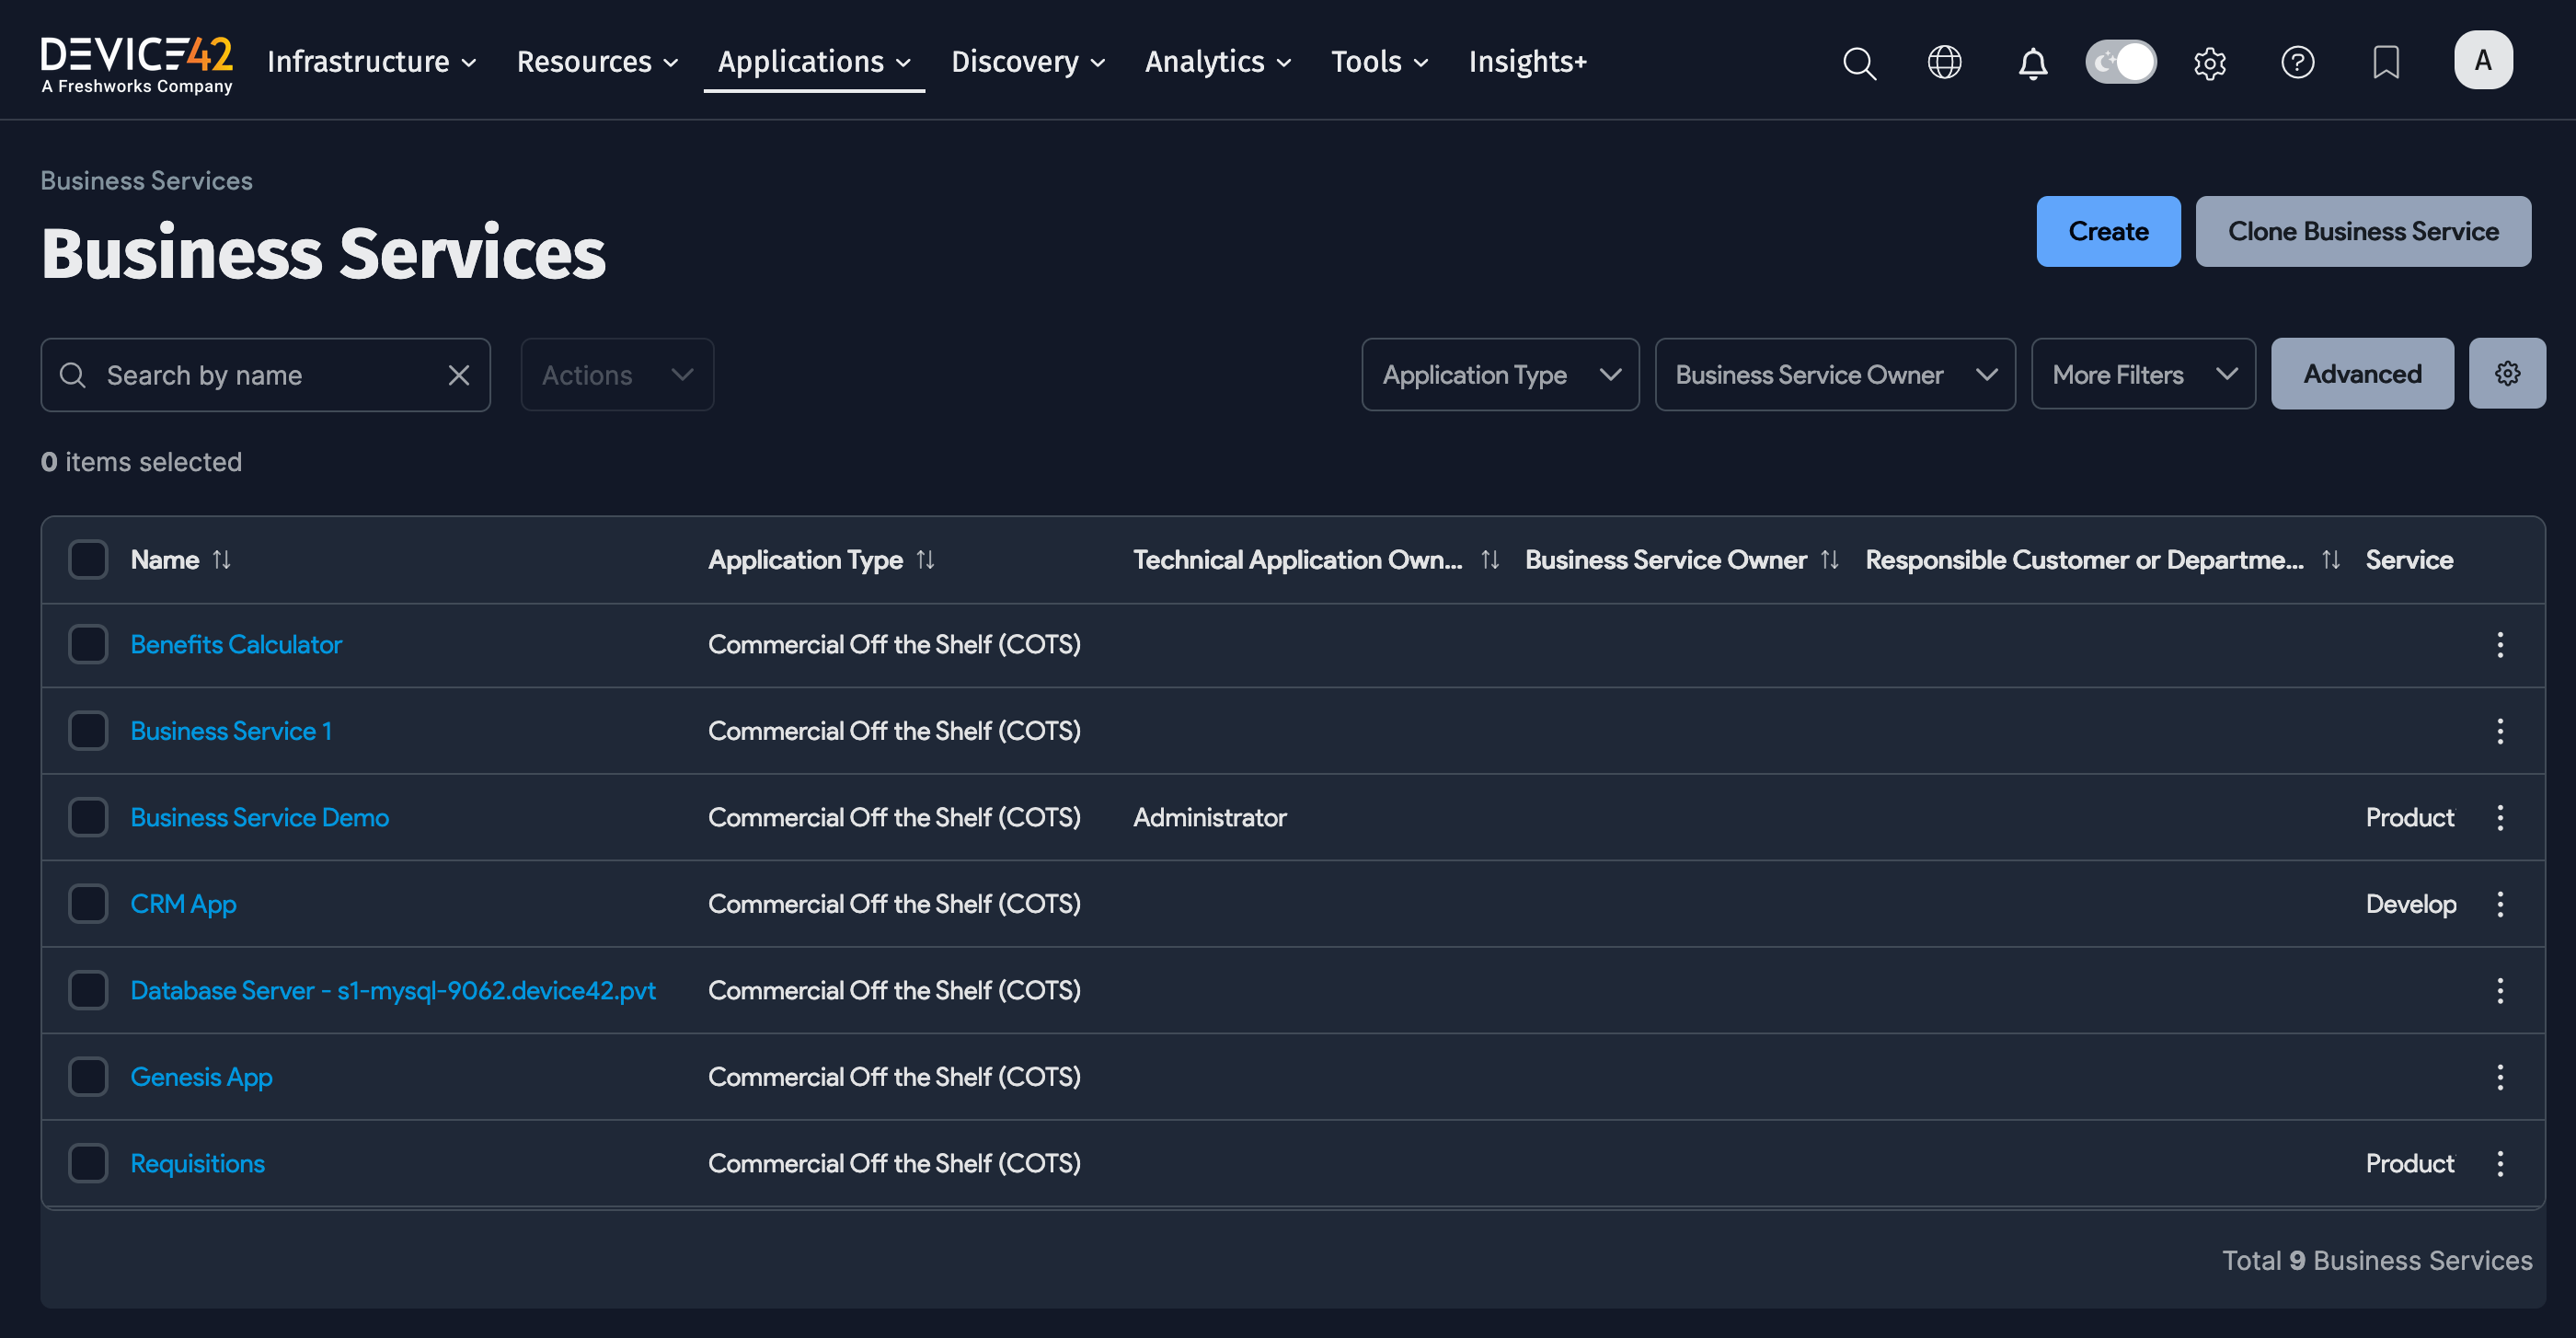 DEVICE42
A Freshworks Company
Infrastructure Resources Applications Discovery Analytics Tools Insights+
A
Business Services
Business Services
Create Clone Business Service
Search by name Actions Application Type Business Service Owner More Filters Advanced
0 items selected
Name Application Type Technical Application Own... Business Service Owner Responsible Customer or Departme... Service
Benefits Calculator Commercial Off the Shelf (COTS)
Business Service 1 Commercial Off the Shelf (COTS)
Business Service Demo Commercial Off the Shelf (COTS) Administrator Product
CRM App Commercial Off the Shelf (COTS) Develop
Database Server - s1-mysql-9062.device42.pvt Commercial Off the Shelf (COTS)
Genesis App Commercial Off the Shelf (COTS)
Requisitions Commercial Off the Shelf (COTS) Product
Total 9 Business Services